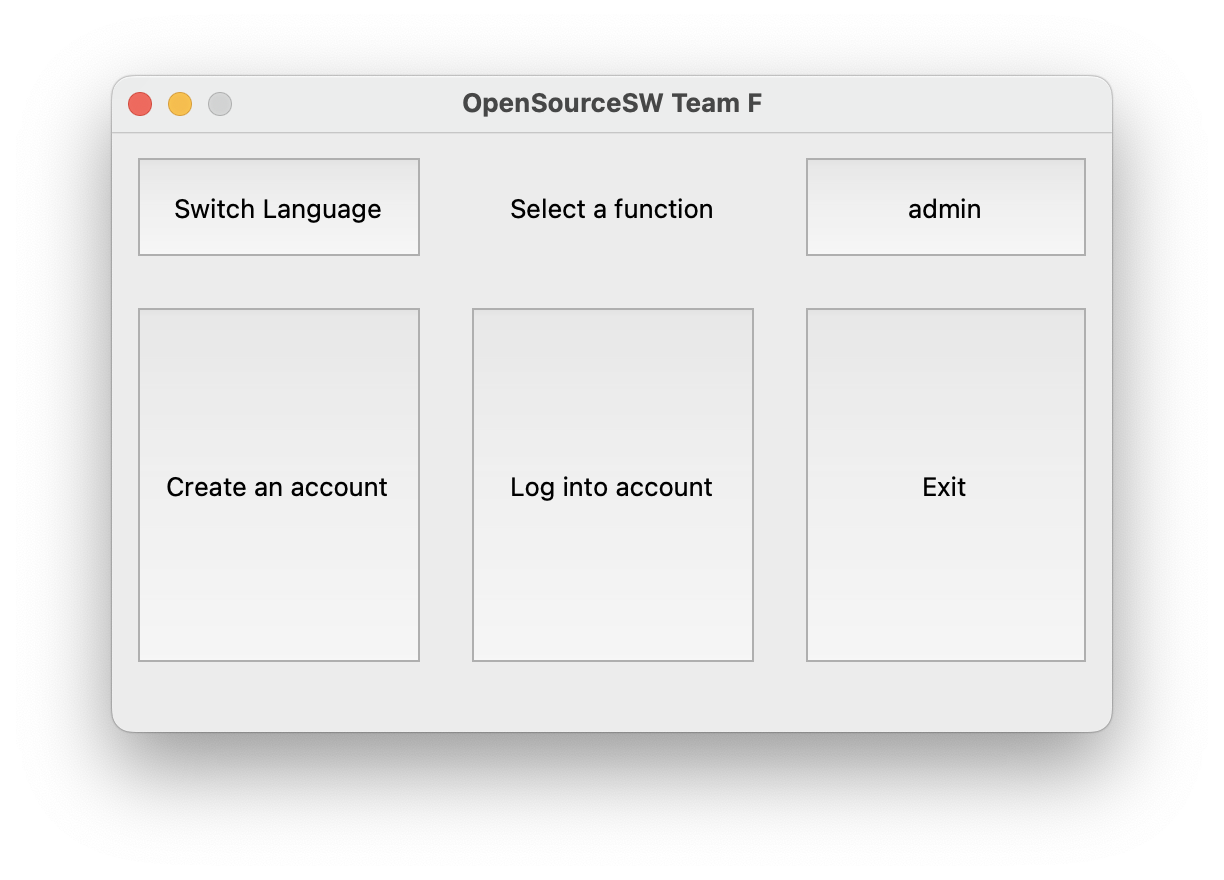 OpenSourceSW Team F
Switch Language
Select a function
admin
Create an account
Log into account
Exit